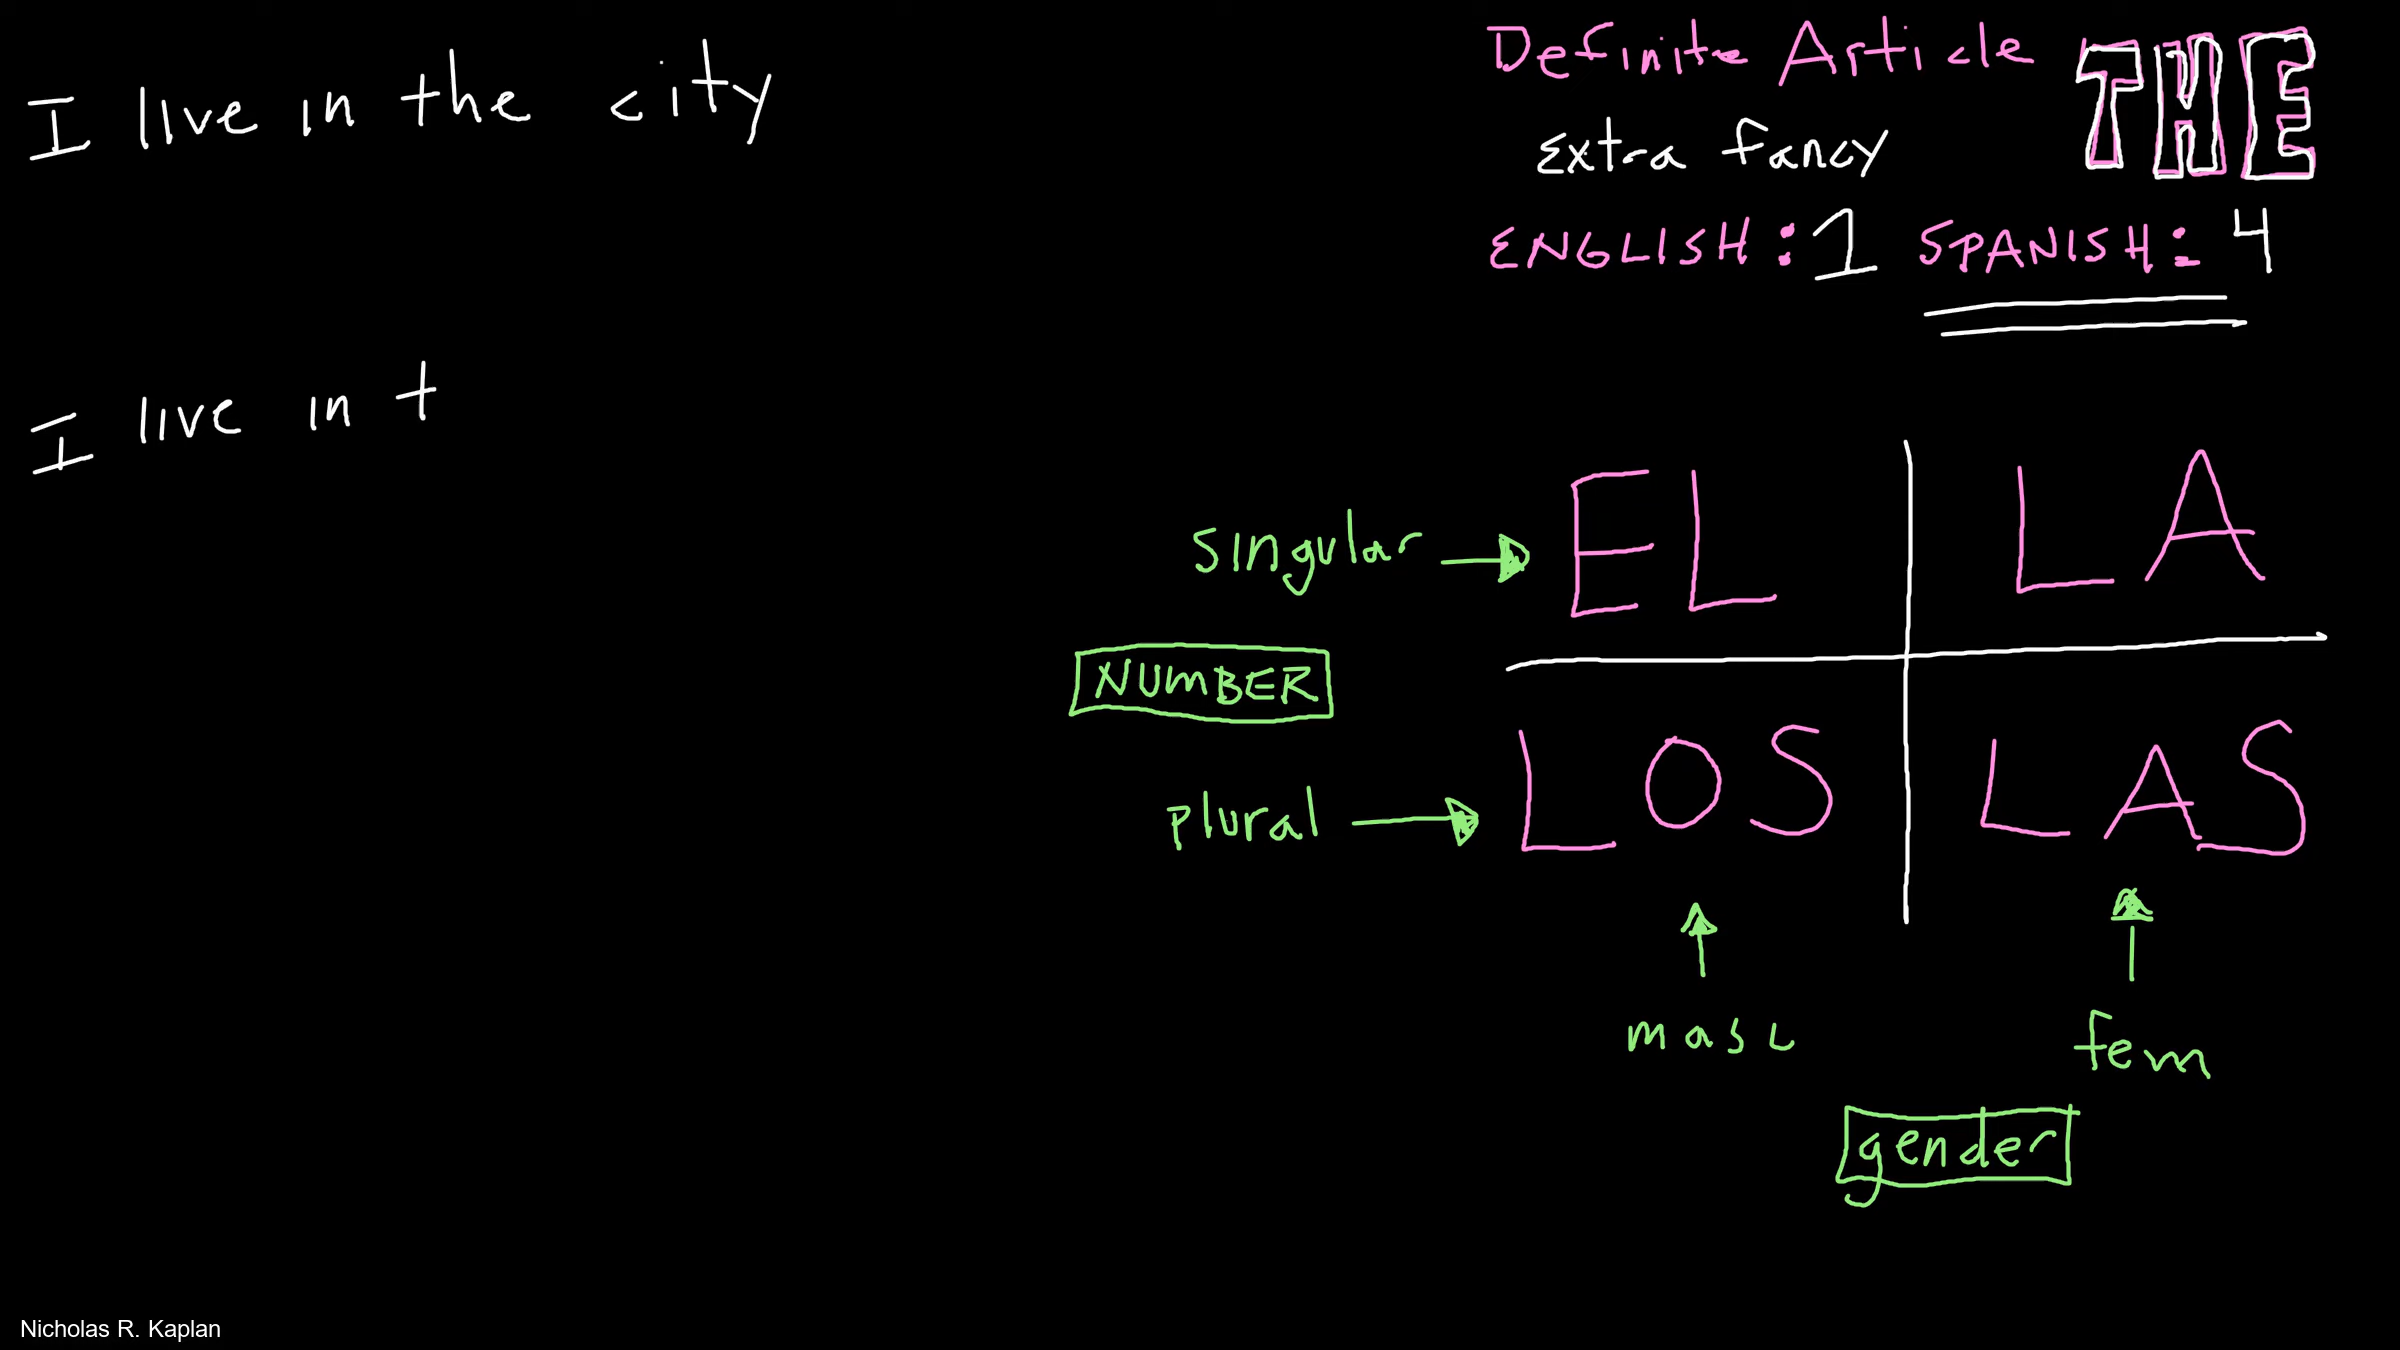 I live in the city
I live in t
Definite Article THE
Extra fancy
ENGLISH: 1 SPANISH: 4
singular
EL
LA
NUMBER
plural
LOS
LAS
masc
fem
gender
Nicholas R. Kaplan